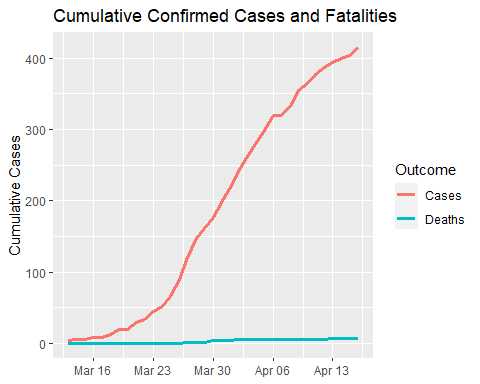 Cumulative Confirmed Cases and Fatalities
Cumulative Cases
400
300
200
100
0
Mar 16
Mar 23
Mar 30
Apr 06
Apr 13
Outcome
Cases
Deaths